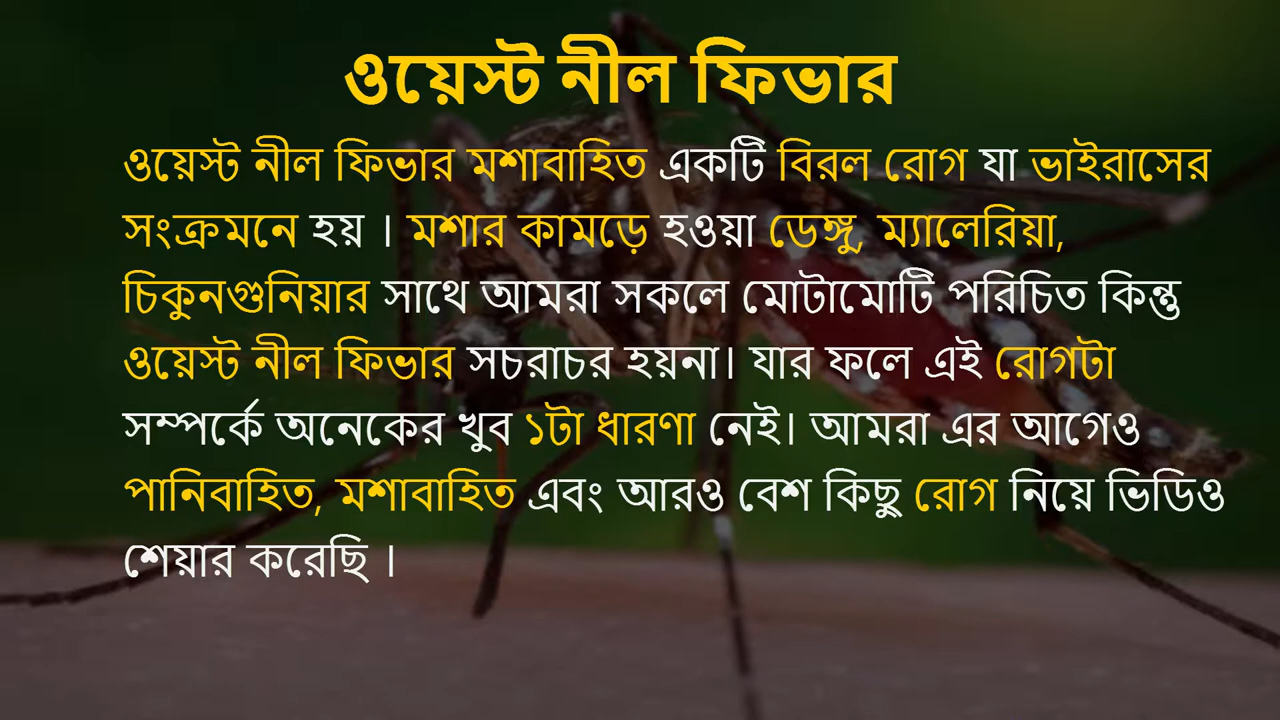 ওয়েস্ট নীল ফিভার
ওয়েস্ট নীল ফিভার মশাবাহিত একটি বিরল রোগ যা ভাইরাসের
সংক্রমনে হয় । মশার কামড়ে হওয়া ডেঙ্গু, ম্যালেরিয়া,
চিকুনগুনিয়ার সাথে আমরা সকলে মোটামোটি পরিচিত কিন্তু
ওয়েস্ট নীল ফিভার সচরাচর হয়না। যার ফলে এই রোগটা
সম্পর্কে অনেকের খুব ১টা ধারণা নেই। আমরা এর আগেও
পানিবাহিত, মশাবাহিত এবং আরও বেশ কিছু রোগ নিয়ে ভিডিও
শেয়ার করেছি ।